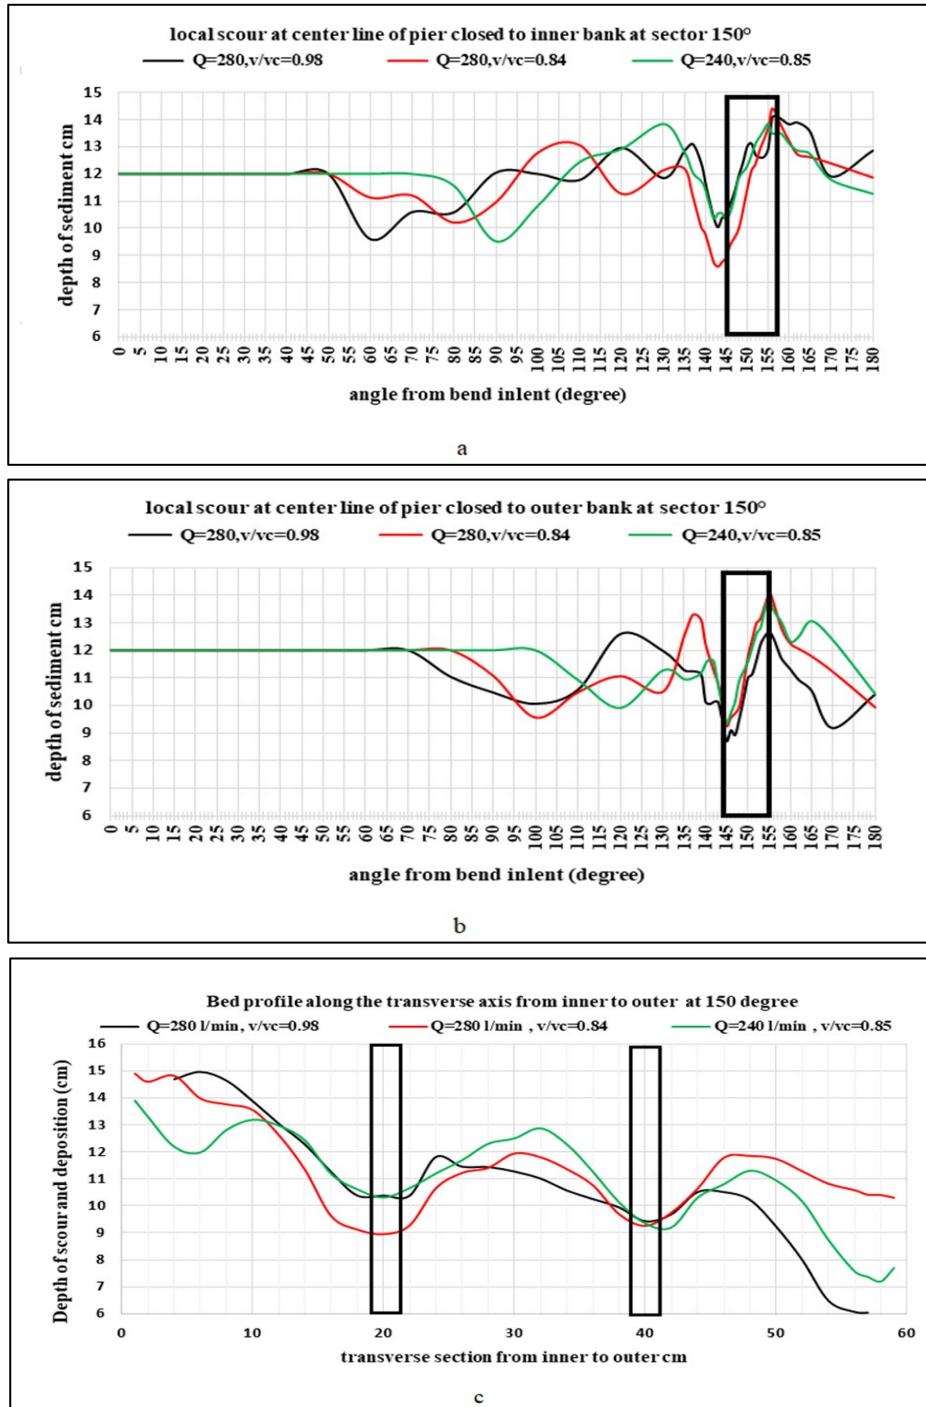 local scour at center line of pier closed to inner bank at sector 150°
Q=280,v/vc=0.98 Q=280,v/vc=0.84 Q=240,v/vc=0.85
depth of sediment cm
15
14
13
12
11
10
9
8
7
6
0 5 10 15 20 25 30 35 40 45 50 55 60 65 70 75 80 85 90 95 100 105 110 115 120 125 130 135 140 145 150 155 160 165 170 175 180
angle from bend inlent (degree)
a
local scour at center line of pier closed to outer bank at sector 150°
Q=280,v/vc=0.98 Q=280,v/vc=0.84 Q=240,v/vc=0.85
depth of sediment cm
15
14
13
12
11
10
9
8
7
6
0 5 10 15 20 25 30 35 40 45 50 55 60 65 70 75 80 85 90 95 100 105 110 115 120 125 130 135 140 145 150 155 160 165 170 175 180
angle from bend inlent (degree)
b
Bed profile along the transverse axis from inner to outer at 150 degree
Q=280 l/min, v/vc=0.98 Q=280 l/min , v/vc=0.84 Q=240 l/min , v/vc=0.85
Depth of scour and deposition (cm)
16
15
14
13
12
11
10
9
8
7
6
0 10 20 30 40 50 60
transverse section from inner to outer cm
c